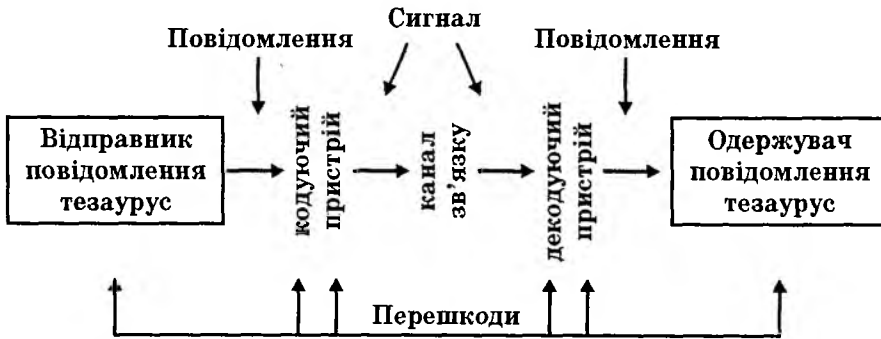 Сигнал
Повідомлення
Повідомлення
Відправник
повідомлення
тезаурус
кодуючий
пристрій
канал
зв’язку
декодуючий
пристрій
Одержувач
повідомлення
тезаурус
Перешкоди